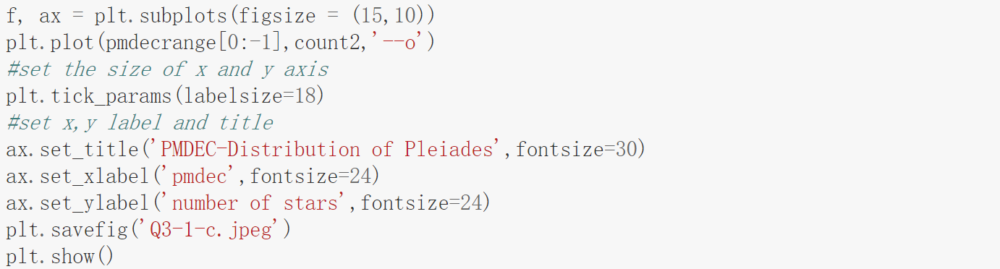 f, ax = plt.subplots(figsize = (15,10))
plt.plot(pmdecrange[0:-1],count2,'--o')
#set the size of x and y axis
plt.tick_params(labelsize=18)
#set x,y label and title
ax.set_title('PMDEC-Distribution of Pleiades',fontsize=30)
ax.set_xlabel('pmdec',fontsize=24)
ax.set_ylabel('number of stars',fontsize=24)
plt.savefig('Q3-1-c.jpeg')
plt.show()